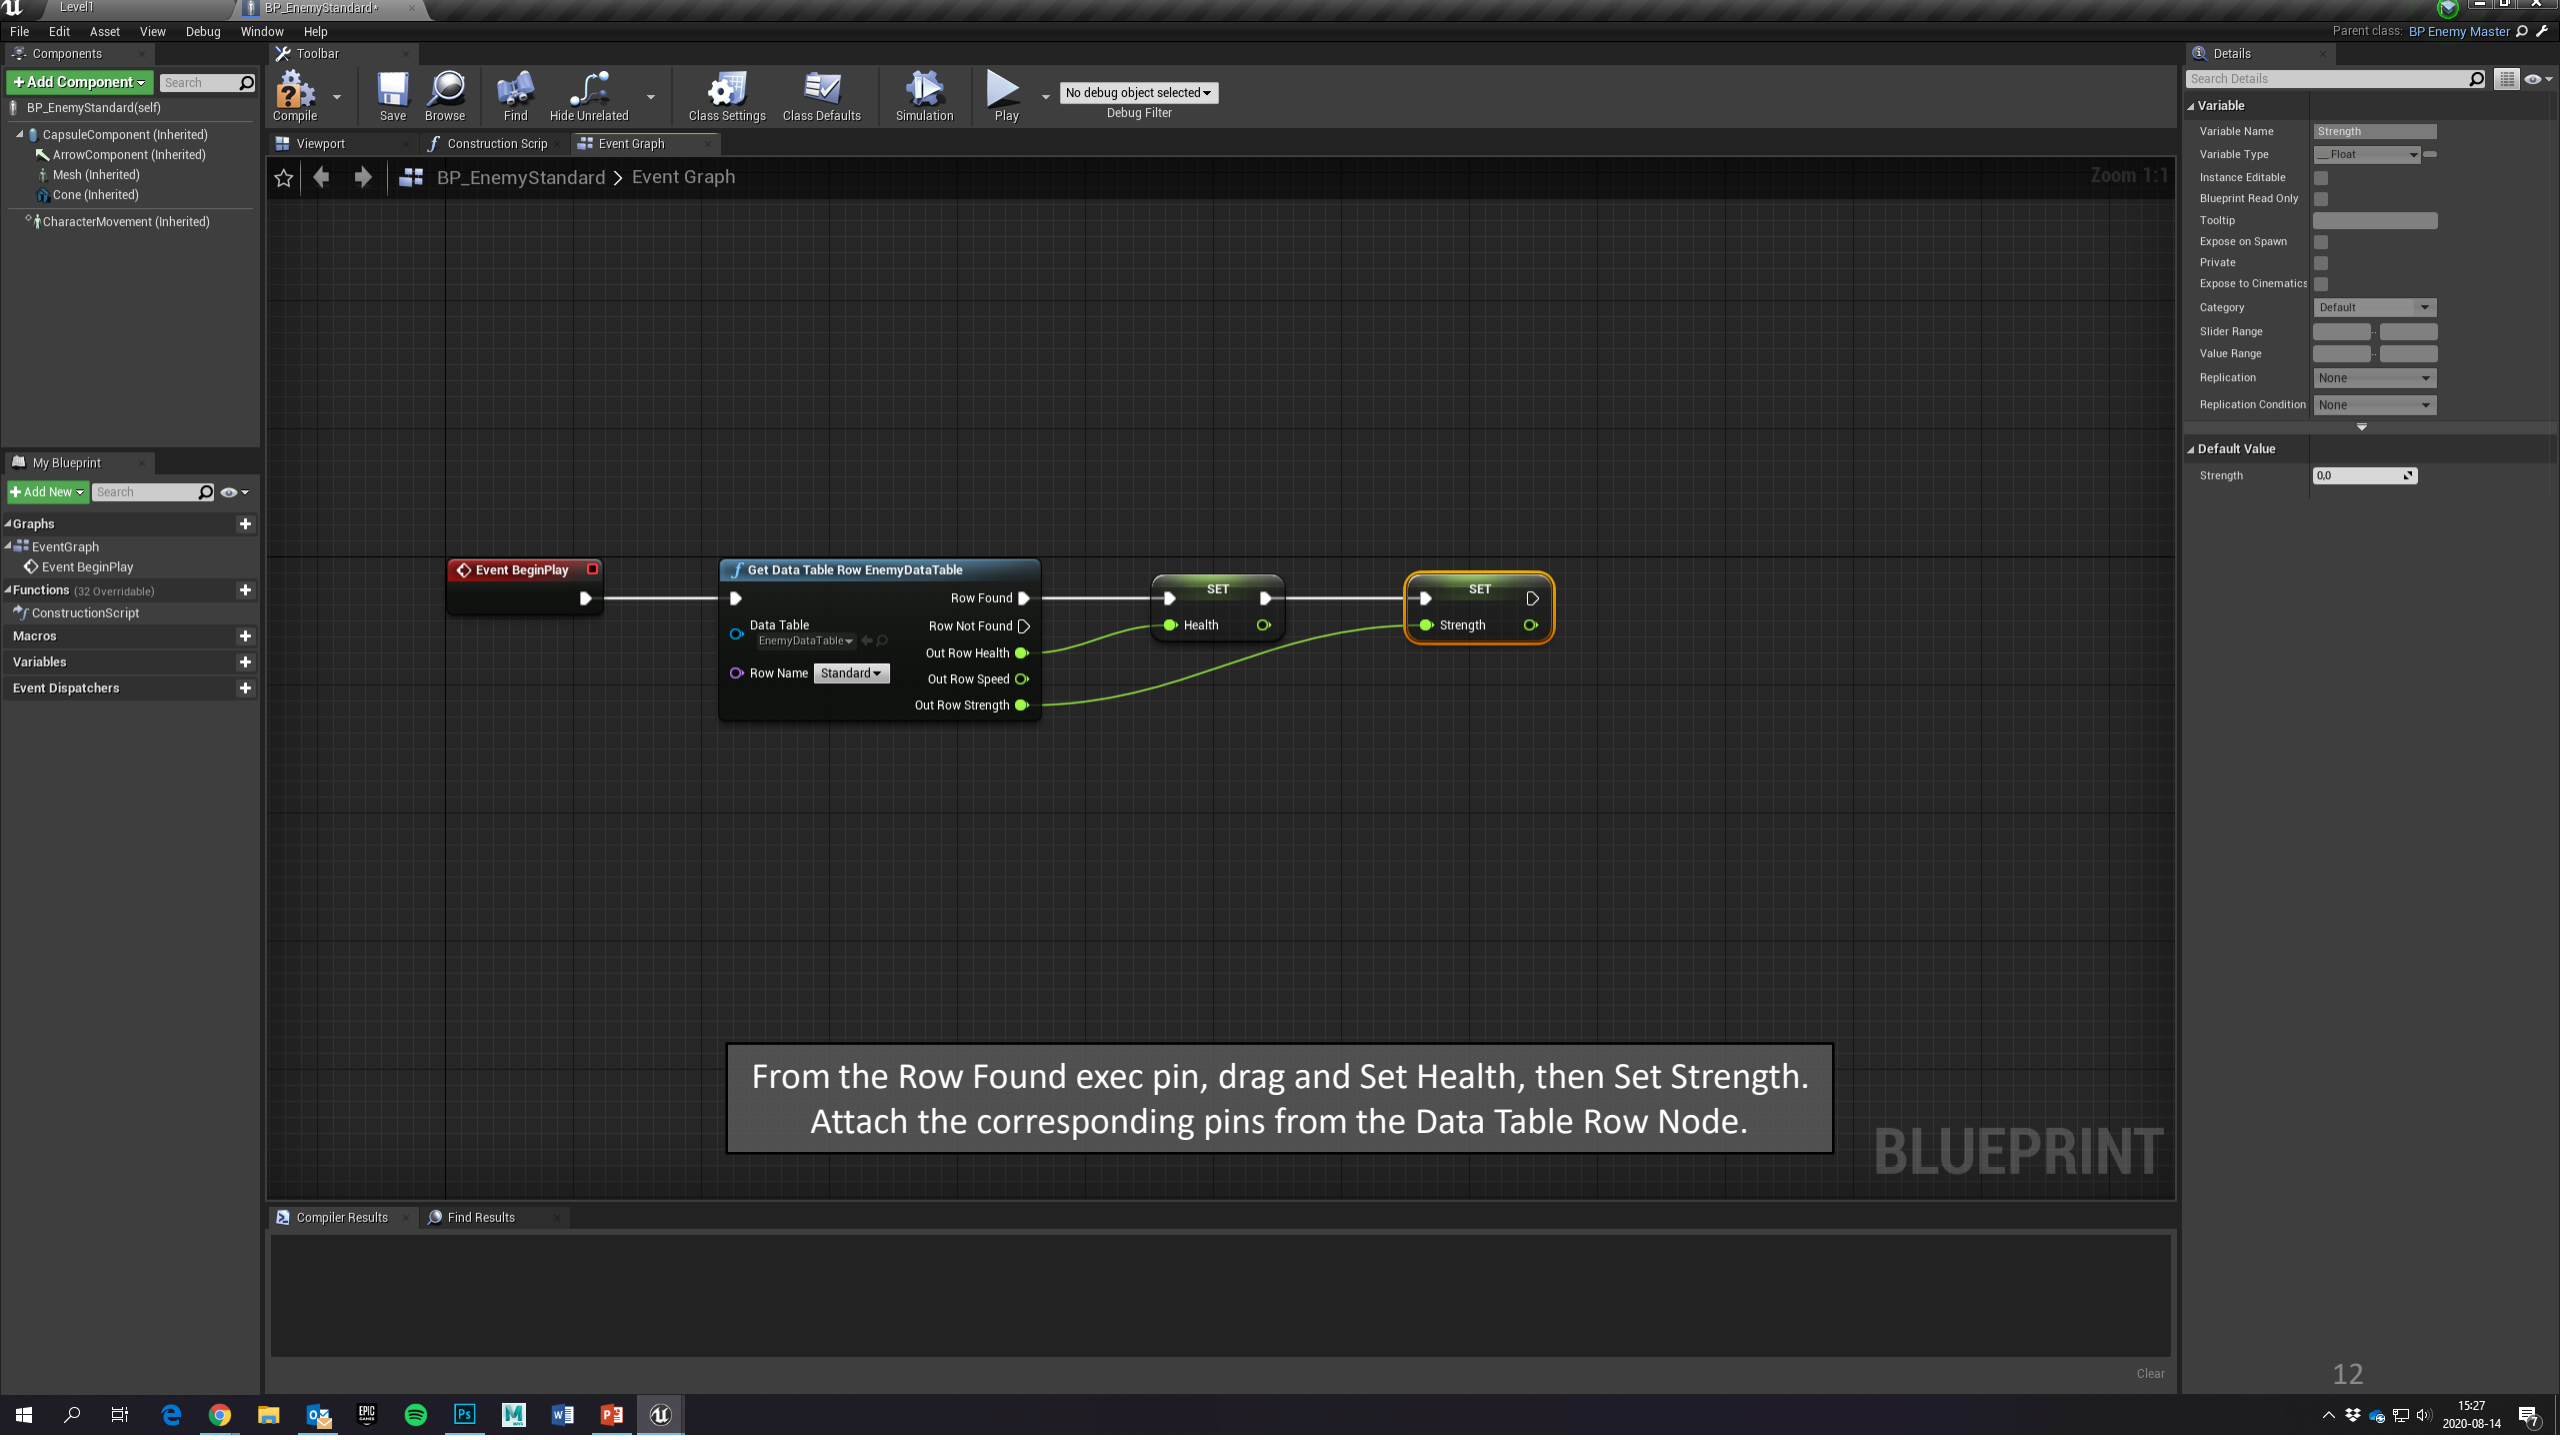 Level1
BP_EnemyStandard*
File Edit Asset View Debug Window Help
Parent class: BP Enemy Master
Components
+Add Component
Search
BP_EnemyStandard(self)
CapsuleComponent (Inherited)
ArrowComponent (Inherited)
Mesh (Inherited)
Cone (Inherited)
CharacterMovement (Inherited)
My Blueprint
+Add New
Search
Graphs
EventGraph
Event BeginPlay
Functions (32 Overridable)
ConstructionScript
Macros
Variables
Event Dispatchers
Toolbar
Compile
Save
Browse
Find
Hide Unrelated
Class Settings
Class Defaults
Simulation
Play
No debug object selected
Debug Filter
Viewport
Construction Scrip
Event Graph
BP_EnemyStandard > Event Graph
Zoom 1:1
Event BeginPlay
Get Data Table Row EnemyDataTable
Row Found
Data Table
EnemyDataTable
Row Not Found
Out Row Health
Row Name Standard
Out Row Speed
Out Row Strength
SET
Health
SET
Strength
From the Row Found exec pin, drag and Set Health, then Set Strength.
Attach the corresponding pins from the Data Table Row Node.
BLUEPRINT
Compiler Results
Find Results
Clear
Details
Search Details
Variable
Variable Name Strength
Variable Type Float
Instance Editable
Blueprint Read Only
Tooltip
Expose on Spawn
Private
Expose to Cinematics
Category Default
Slider Range
Value Range
Replication None
Replication Condition None
Default Value
Strength 0,0
12
EPIC
GAMES
Ps
15:27
2020-08-14
7